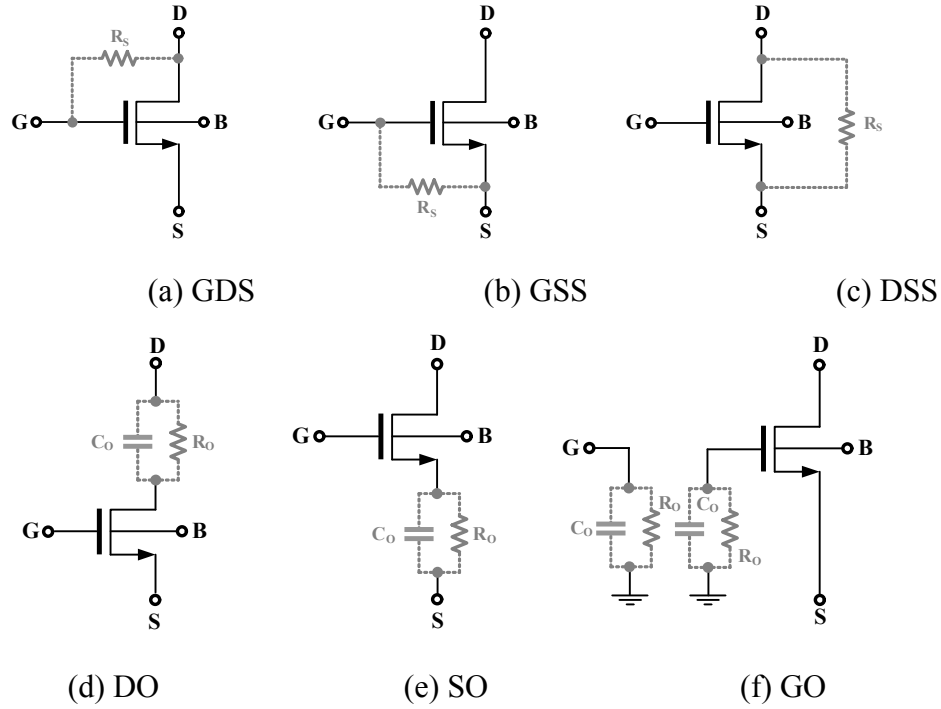 D D D
R_S
G B G B G B R_S
R_S
S S S
(a) GDS (b) GSS (c) DSS
D D D
C_O R_O G B G B
G B C_O R_O C_O R_O C_O R_O
S S S
(d) DO (e) SO (f) GO